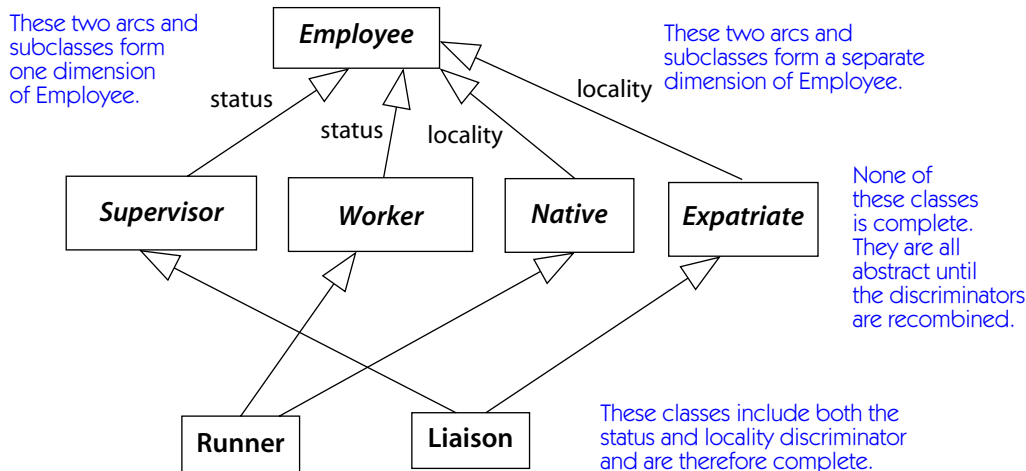 These two arcs and
subclasses form
one dimension
of Employee.
Employee
These two arcs and
subclasses form a separate
dimension of Employee.
status
status
locality
locality
Supervisor
Worker
Native
Expatriate
None of
these classes
is complete.
They are all
abstract until
the discriminators
are recombined.
Runner
Liaison
These classes include both the
status and locality discriminator
and are therefore complete.